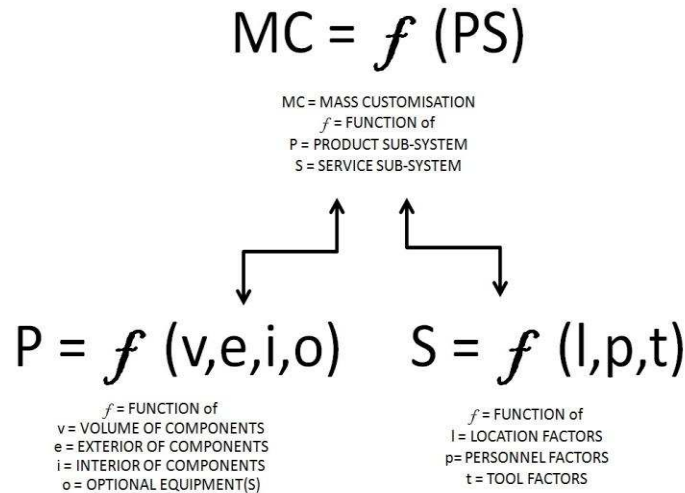 MC = f (PS)
MC = MASS CUSTOMISATION
f = FUNCTION of
P = PRODUCT SUB-SYSTEM
S = SERVICE SUB-SYSTEM
P = f (v,e,i,o)
f = FUNCTION of
v = VOLUME OF COMPONENTS
e = EXTERIOR OF COMPONENTS
i = INTERIOR OF COMPONENTS
o = OPTIONAL EQUIPMENT(S)
S = f (l,p,t)
f = FUNCTION of
l = LOCATION FACTORS
p= PERSONNEL FACTORS
t = TOOL FACTORS